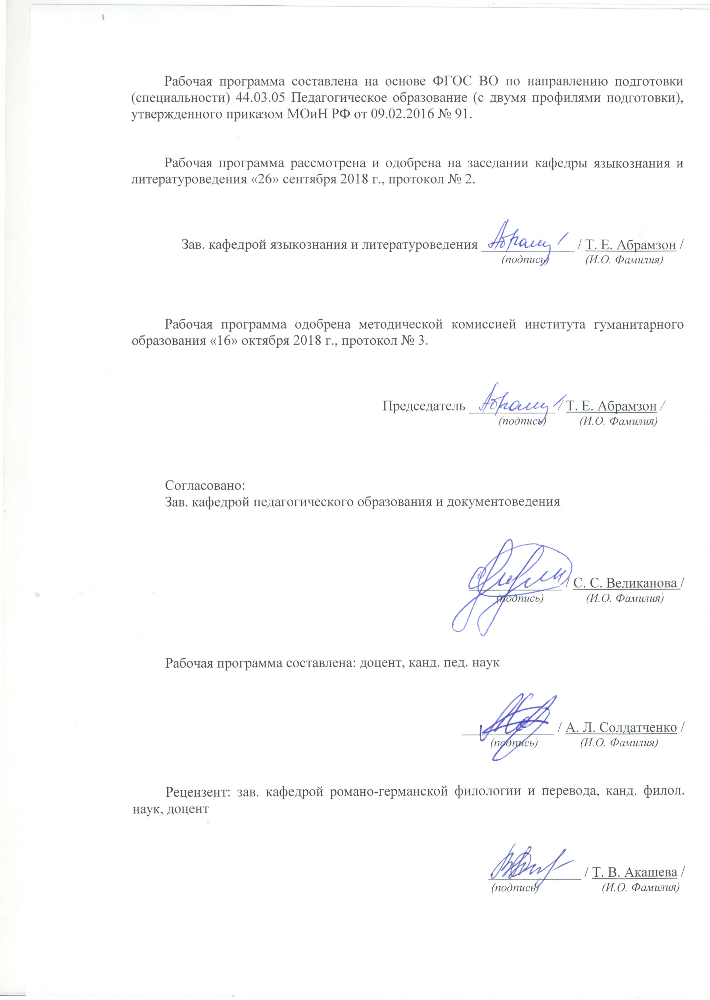 Рабочая программа составлена на основе ФГОС ВО по направлению подготовки
(специальности) 44.03.05 Педагогическое образование (с двумя профилями подготовки),
утвержденного приказом МОиН РФ от 09.02.2016 № 91.
Рабочая программа рассмотрена и одобрена на заседании кафедры языкознания и
литературоведения «26» сентября 2018 г., протокол № 2.
Зав. кафедрой языкознания и литературоведения / Т. Е. Абрамзон /
(подпись) (И.О. Фамилия)
Рабочая программа одобрена методической комиссией института гуманитарного
образования «16» октября 2018 г., протокол № 3.
Председатель / Т. Е. Абрамзон /
(подпись) (И.О. Фамилия)
Согласовано:
Зав. кафедрой педагогического образования и документоведения
/ С. С. Великанова /
(подпись) (И.О. Фамилия)
Рабочая программа составлена: доцент, канд. пед. наук
/ А. Л. Солдатченко /
(подпись) (И.О. Фамилия)
Рецензент: зав. кафедрой романо-германской филологии и перевода, канд. филол.
наук, доцент
/ Т. В. Акашева /
(подпись) (И.О. Фамилия)